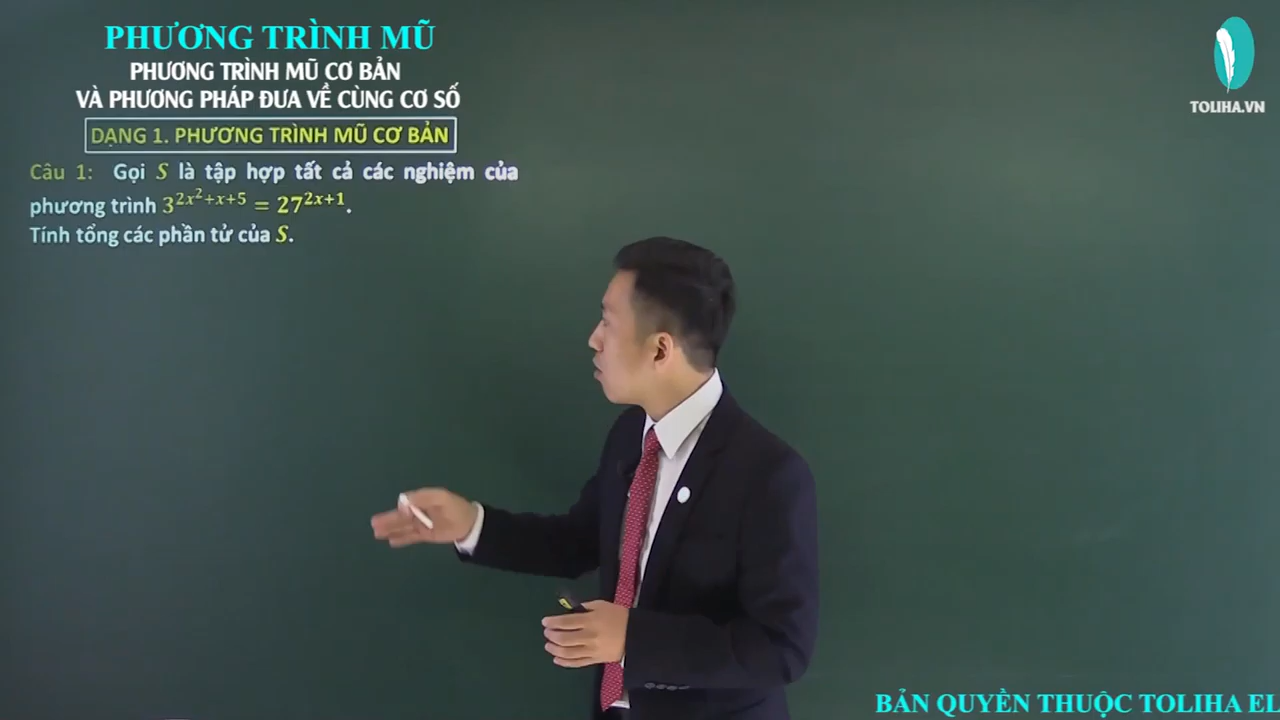 PHƯƠNG TRÌNH MŨ
PHƯƠNG TRÌNH MŨ CƠ BẢN
VÀ PHƯƠNG PHÁP ĐƯA VỀ CÙNG CƠ SỐ
DẠNG 1. PHƯƠNG TRÌNH MŨ CƠ BẢN
Câu 1: Gọi S là tập hợp tất cả các nghiệm của
phương trình 3^{2x²+x+5} = 27^{2x+1}.
Tính tổng các phần tử của S.
TOLIHA.VN
BẢN QUYỀN THUỘC TOLIHA EL